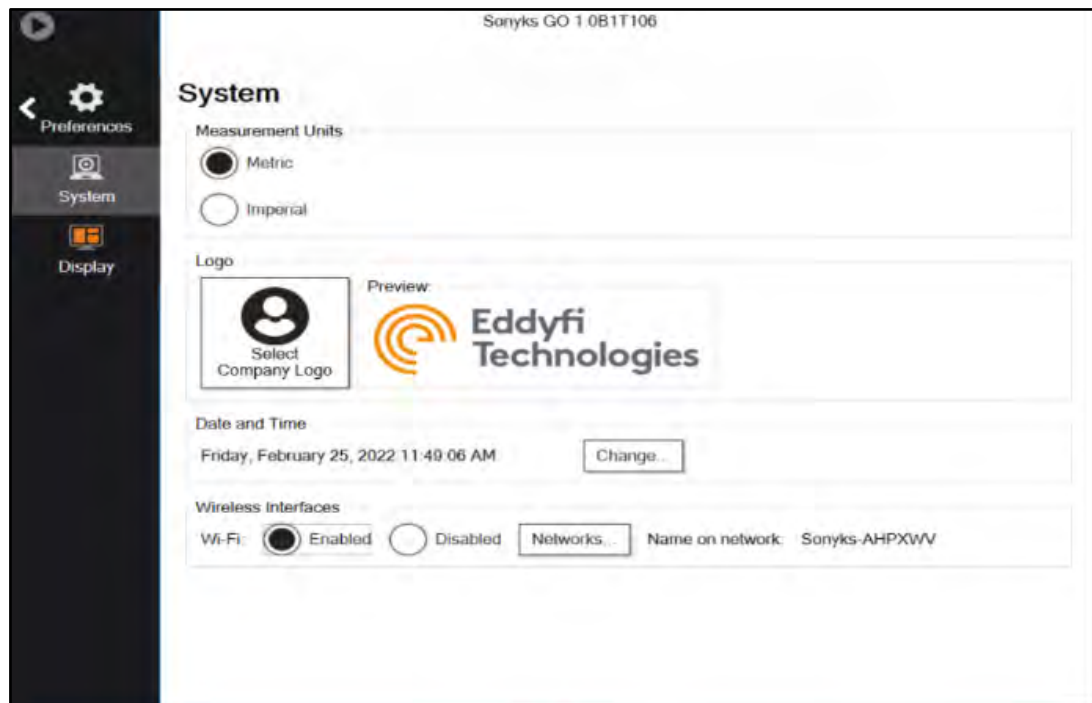 Sonyks GO 1.0B1T106
Preferences
System
Display
System
Measurement Units
Metric
Imperial
Logo
Select
Company Logo
Preview:
Eddyfi
Technologies
Date and Time
Friday, February 25, 2022 11:49:06 AM
Change...
Wireless Interfaces
Wi-Fi: Enabled Disabled Networks... Name on network: Sonyks-AHPXWV